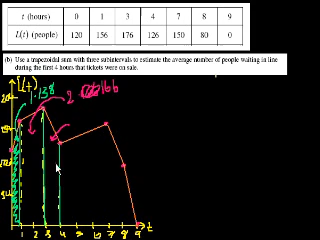 t (hours) 0 1 3 4 7 8 9
L(t) (people) 120 156 176 126 150 80 0
(b) Use a trapezoidal sum with three subintervals to estimate the average number of people waiting in line
during the first 4 hours that tickets were on sale.
L(t)
1·138
2· 166
1 2 3 4 5 6 7 8 9 t